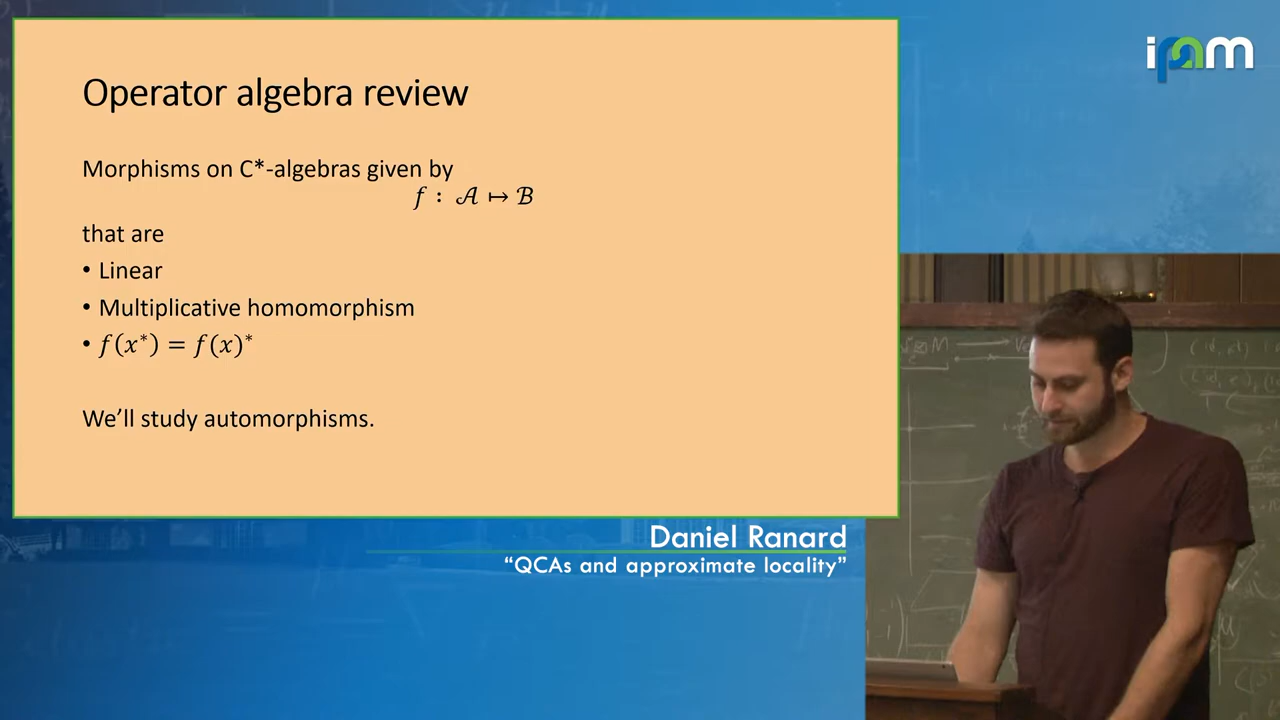 ipam
Operator algebra review
Morphisms on C*-algebras given by
𝑓 : 𝒜 ↦ ℬ
that are
• Linear
• Multiplicative homomorphism
• 𝑓(𝑥*) = 𝑓(𝑥)*
We’ll study automorphisms.
Daniel Ranard
“QCAs and approximate locality”